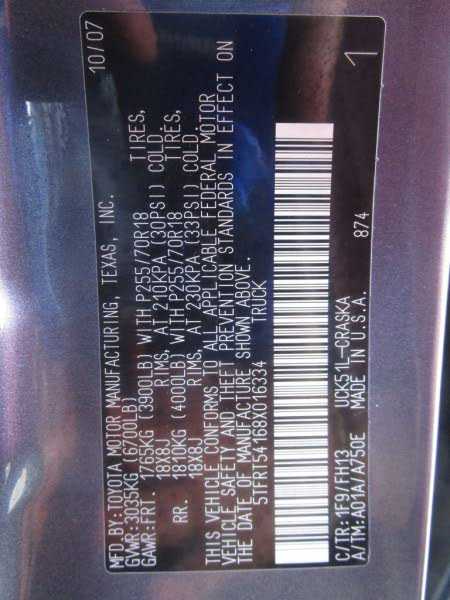 MFD.BY:TOYOTA MOTOR MANUFACTURING, TEXAS, INC. 10/07
GVWR:3035KG (6700LB)
GAWR:FRT. 1765KG (3900LB) WITH P255/70R18 TIRES,
18X8J RIMS, AT 210KPA (30PSI) COLD.
RR. 1810KG (4000LB) WITH P255/70R18 TIRES,
18X8J RIMS, AT 230KPA (33PSI) COLD.
THIS VEHICLE CONFORMS TO ALL APPLICABLE FEDERAL MOTOR
VEHICLE SAFETY AND THEFT PREVENTION STANDARDS IN EFFECT ON
THE DATE OF MANUFACTURE SHOWN ABOVE.
5TFRT54168X016334 TRUCK
C/TR:1F9/FH13 UCK51L-CRASKA 874 1
A/TM:A01A/A750E MADE IN U.S.A.